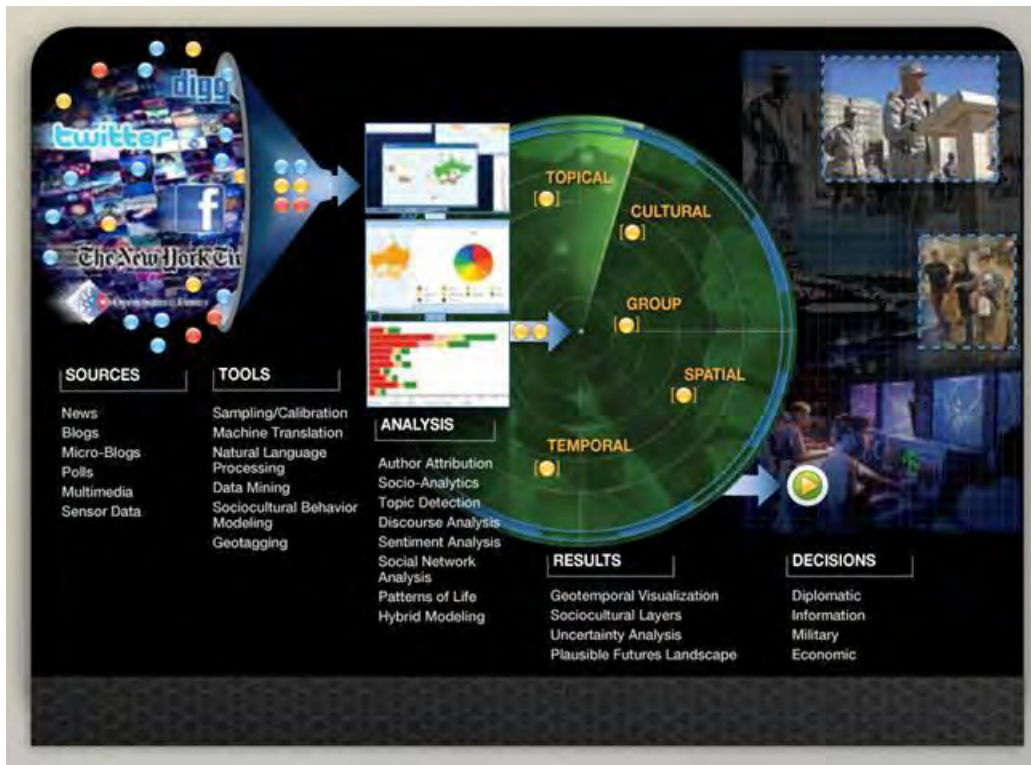 digg
twitter
f
The New York Ti
TOPICAL
CULTURAL
GROUP
SPATIAL
TEMPORAL
SOURCES
News
Blogs
Micro-Blogs
Polls
Multimedia
Sensor Data
TOOLS
Sampling/Calibration
Machine Translation
Natural Language
Processing
Data Mining
Sociocultural Behavior
Modeling
Geotagging
ANALYSIS
Author Attribution
Socio-Analytics
Topic Detection
Discourse Analysis
Sentiment Analysis
Social Network
Analysis
Patterns of Life
Hybrid Modeling
RESULTS
Geotemporal Visualization
Sociocultural Layers
Uncertainty Analysis
Plausible Futures Landscape
DECISIONS
Diplomatic
Information
Military
Economic